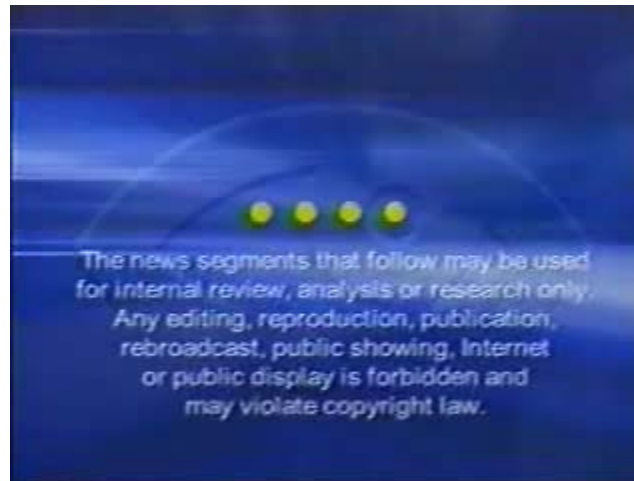 The news segments that follow may be used
for internal review, analysis or research only.
Any editing, reproduction, publication,
rebroadcast, public showing, Internet
or public display is forbidden and
may violate copyright law.